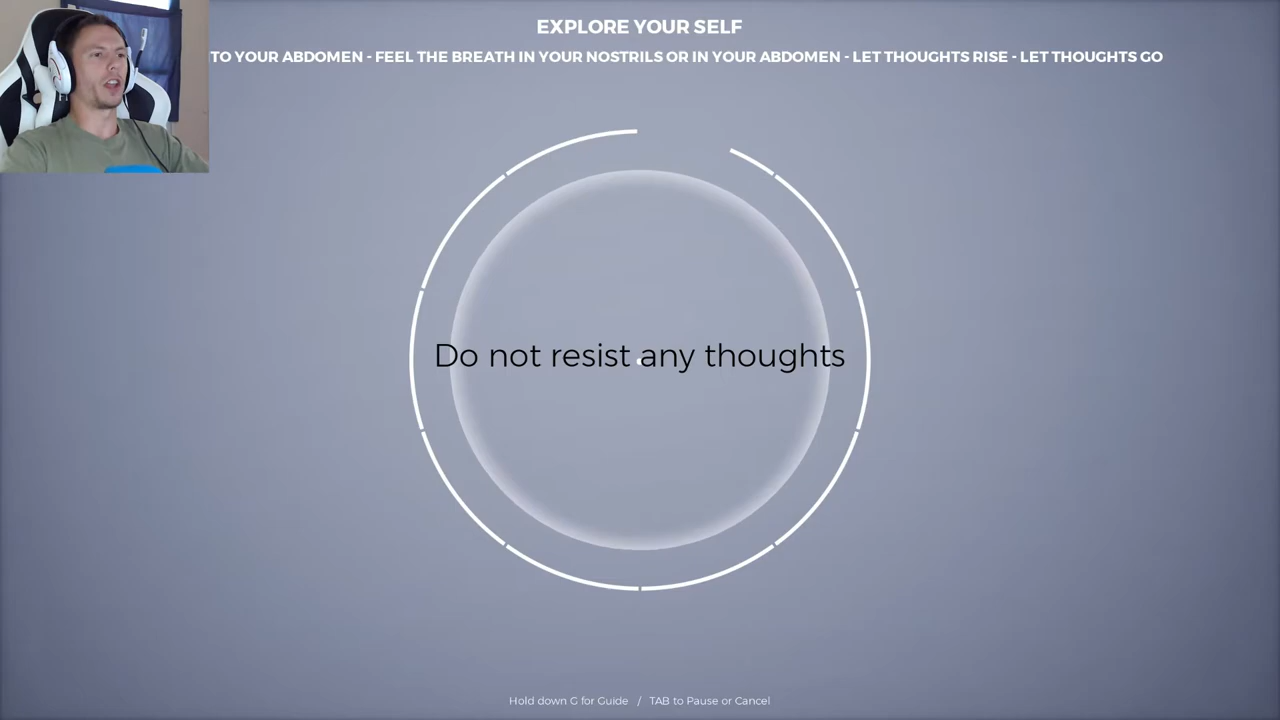 EXPLORE YOUR SELF
TO YOUR ABDOMEN - FEEL THE BREATH IN YOUR NOSTRILS OR IN YOUR ABDOMEN - LET THOUGHTS RISE - LET THOUGHTS GO
Do not resist any thoughts
Hold down G for Guide / TAB to Pause or Cancel